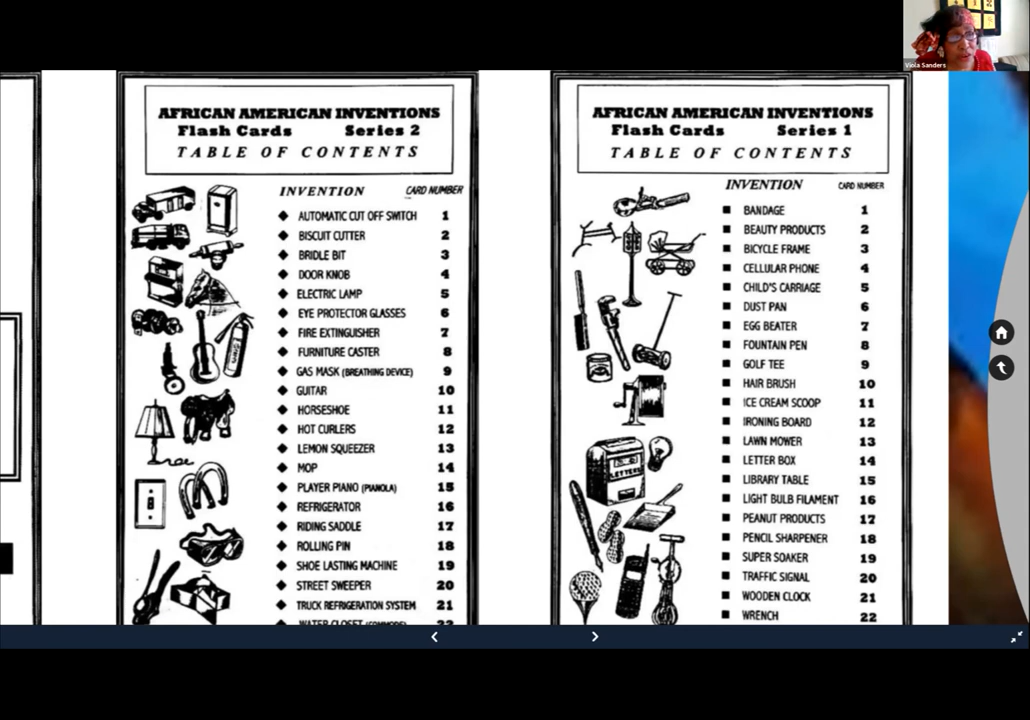 Viola Sanders
AFRICAN AMERICAN INVENTIONS
Flash Cards Series 2
TABLE OF CONTENTS
INVENTION CARD NUMBER
AUTOMATIC CUT OFF SWITCH 1
BISCUIT CUTTER 2
BRIDLE BIT 3
DOOR KNOB 4
ELECTRIC LAMP 5
EYE PROTECTOR GLASSES 6
FIRE EXTINGUISHER 7
FURNITURE CASTER 8
GAS MASK (BREATHING DEVICE) 9
GUITAR 10
HORSESHOE 11
HOT CURLERS 12
LEMON SQUEEZER 13
MOP 14
PLAYER PIANO (PIANOLA) 15
REFRIGERATOR 16
RIDING SADDLE 17
ROLLING PIN 18
SHOE LASTING MACHINE 19
STREET SWEEPER 20
TRUCK REFRIGERATION SYSTEM 21
WATER CLOSET (COMMODE) 22
AFRICAN AMERICAN INVENTIONS
Flash Cards Series 1
TABLE OF CONTENTS
INVENTION CARD NUMBER
BANDAGE 1
BEAUTY PRODUCTS 2
BICYCLE FRAME 3
CELLULAR PHONE 4
CHILD'S CARRIAGE 5
DUST PAN 6
EGG BEATER 7
FOUNTAIN PEN 8
GOLF TEE 9
HAIR BRUSH 10
ICE CREAM SCOOP 11
IRONING BOARD 12
LAWN MOWER 13
LETTER BOX 14
LIBRARY TABLE 15
LIGHT BULB FILAMENT 16
PEANUT PRODUCTS 17
PENCIL SHARPENER 18
SUPER SOAKER 19
TRAFFIC SIGNAL 20
WOODEN CLOCK 21
WRENCH 22
LETTERS